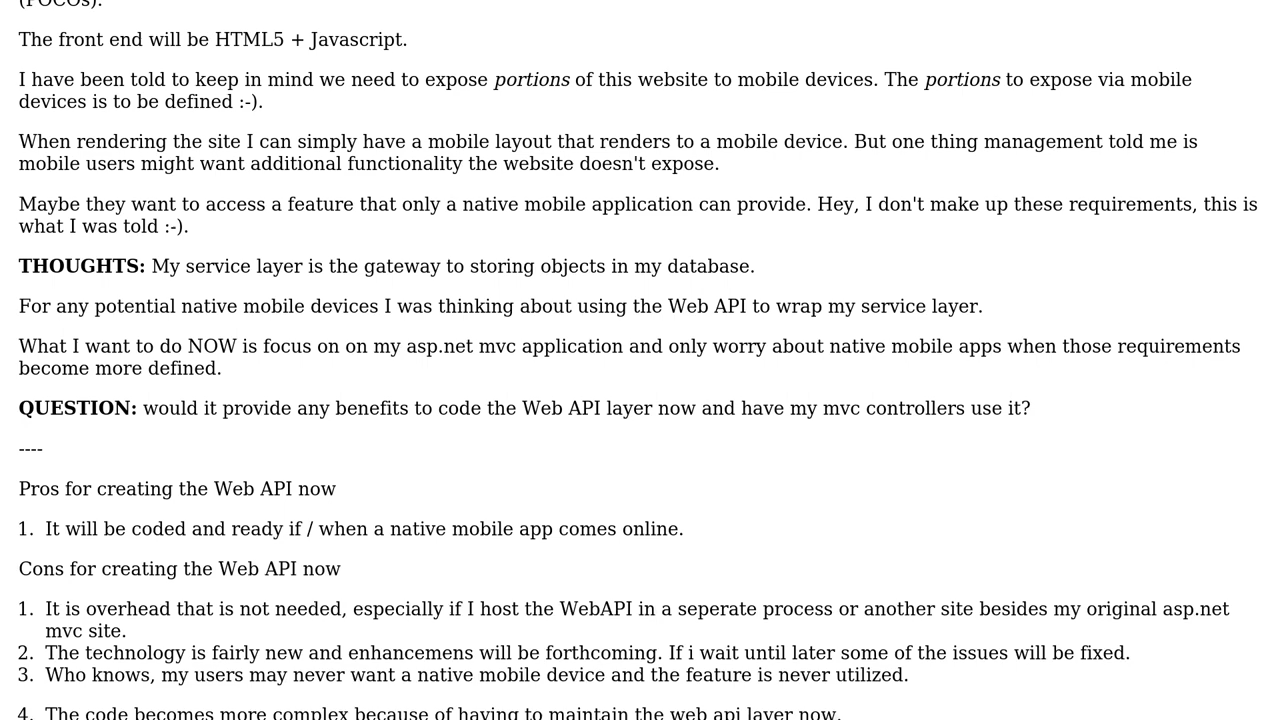 (POCOs).
The front end will be HTML5 + Javascript.
I have been told to keep in mind we need to expose portions of this website to mobile devices. The portions to expose via mobile
devices is to be defined :-).
When rendering the site I can simply have a mobile layout that renders to a mobile device. But one thing management told me is
mobile users might want additional functionality the website doesn't expose.
Maybe they want to access a feature that only a native mobile application can provide. Hey, I don't make up these requirements, this is
what I was told :-).
THOUGHTS: My service layer is the gateway to storing objects in my database.
For any potential native mobile devices I was thinking about using the Web API to wrap my service layer.
What I want to do NOW is focus on on my asp.net mvc application and only worry about native mobile apps when those requirements
become more defined.
QUESTION: would it provide any benefits to code the Web API layer now and have my mvc controllers use it?
----
Pros for creating the Web API now
1. It will be coded and ready if / when a native mobile app comes online.
Cons for creating the Web API now
1. It is overhead that is not needed, especially if I host the WebAPI in a seperate process or another site besides my original asp.net
mvc site.
2. The technology is fairly new and enhancemens will be forthcoming. If i wait until later some of the issues will be fixed.
3. Who knows, my users may never want a native mobile device and the feature is never utilized.
4. The code becomes more complex because of having to maintain the web api layer now.